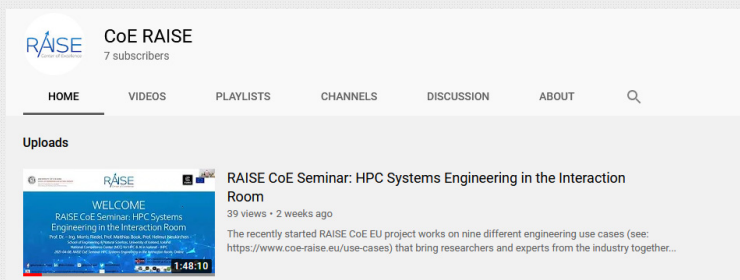 RAISE
Center of Excellence
CoE RAISE
7 subscribers
HOME VIDEOS PLAYLISTS CHANNELS DISCUSSION ABOUT
Uploads
RAISE
WELCOME
RAISE CoE Seminar: HPC Systems
Engineering in the Interaction Room
1:48:10
RAISE CoE Seminar: HPC Systems Engineering in the Interaction
Room
39 views • 2 weeks ago
The recently started RAISE CoE EU project works on nine different engineering use cases (see:
https://www.coe-raise.eu/use-cases) that bring researchers and experts from the industry together...